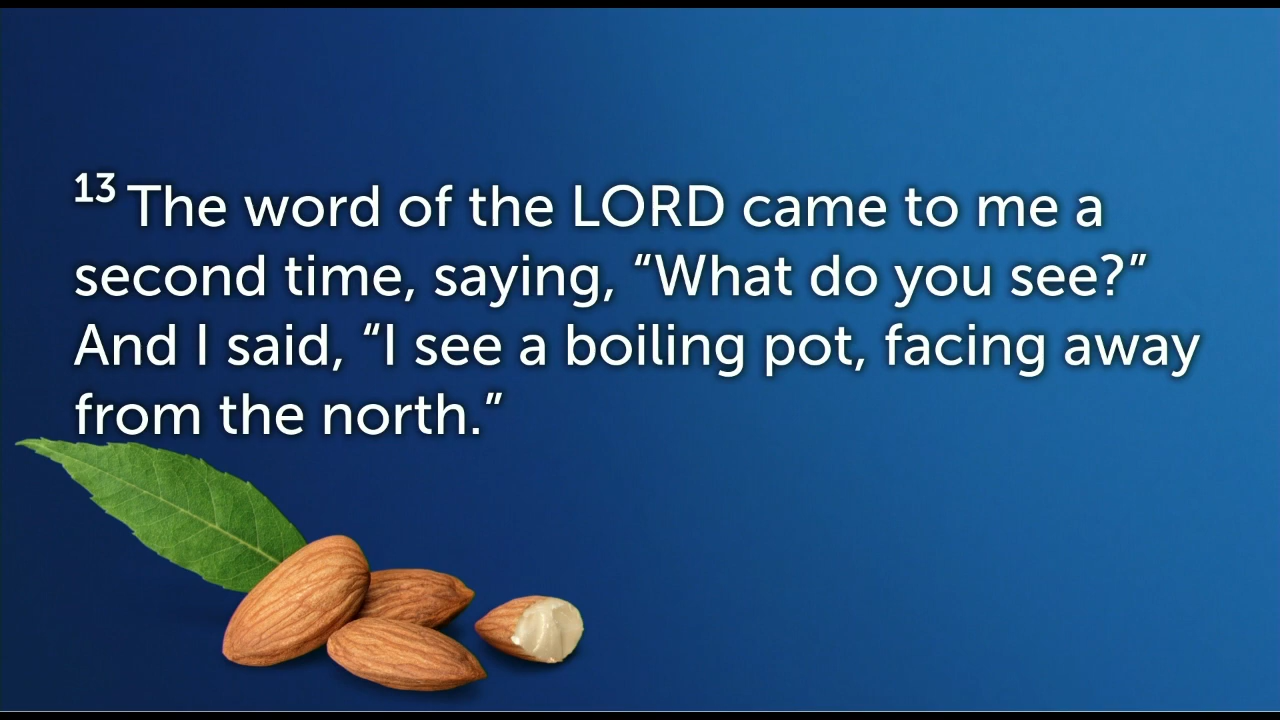 13 The word of the LORD came to me a
second time, saying, “What do you see?”
And I said, “I see a boiling pot, facing away
from the north.”